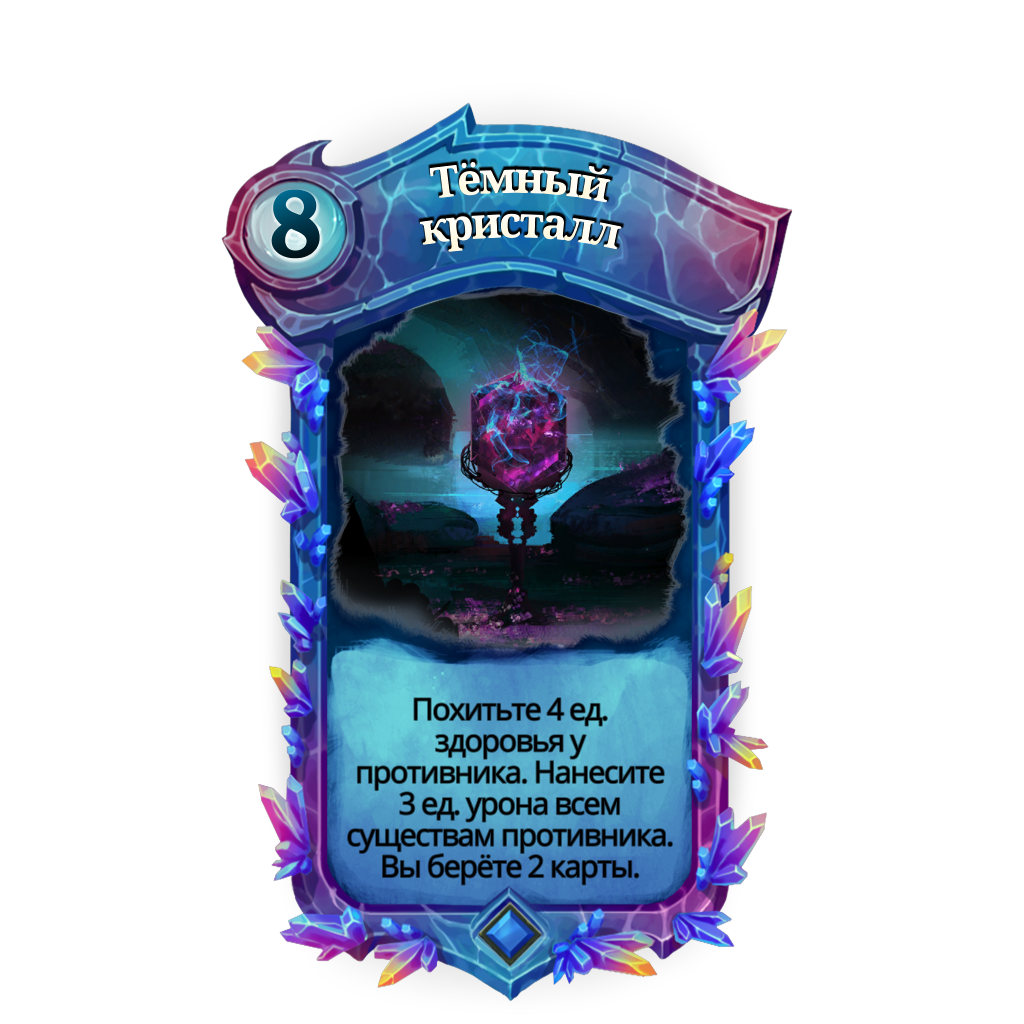 8
Тёмный
кристалл
Похитьте 4 ед.
здоровья у
противника. Нанесите
3 ед. урона всем
существам противника.
Вы берёте 2 карты.